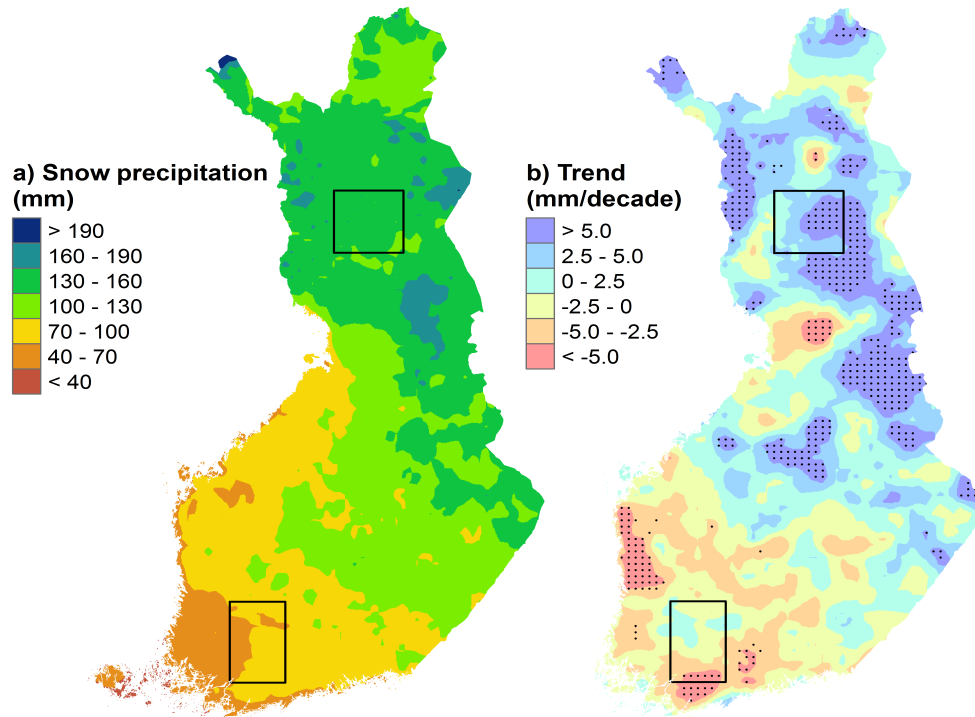 a) Snow precipitation
(mm)
> 190
160 - 190
130 - 160
100 - 130
70 - 100
40 - 70
< 40
b) Trend
(mm/decade)
> 5.0
2.5 - 5.0
0 - 2.5
-2.5 - 0
-5.0 - -2.5
< -5.0